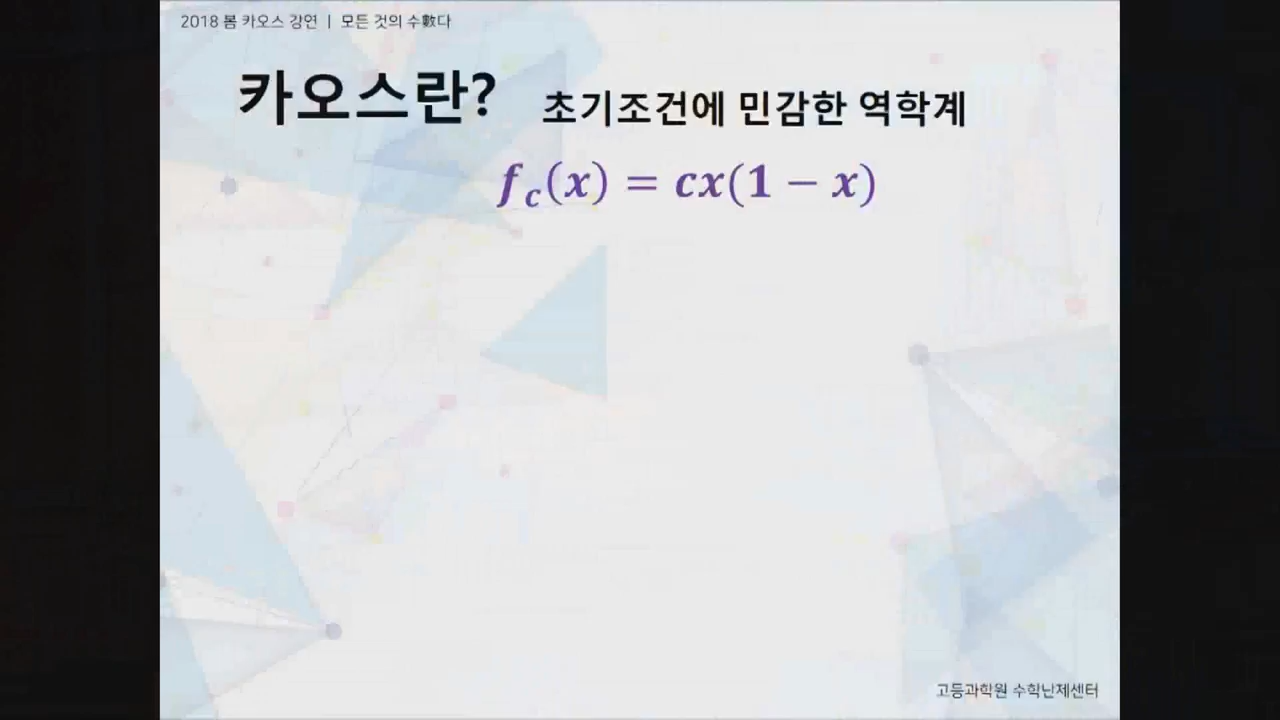 2018 봄 카오스 강연 | 모든 것의 수數다
카오스란? 초기조건에 민감한 역학계
f_c(x) = cx(1 − x)
고등과학원 수학난제센터